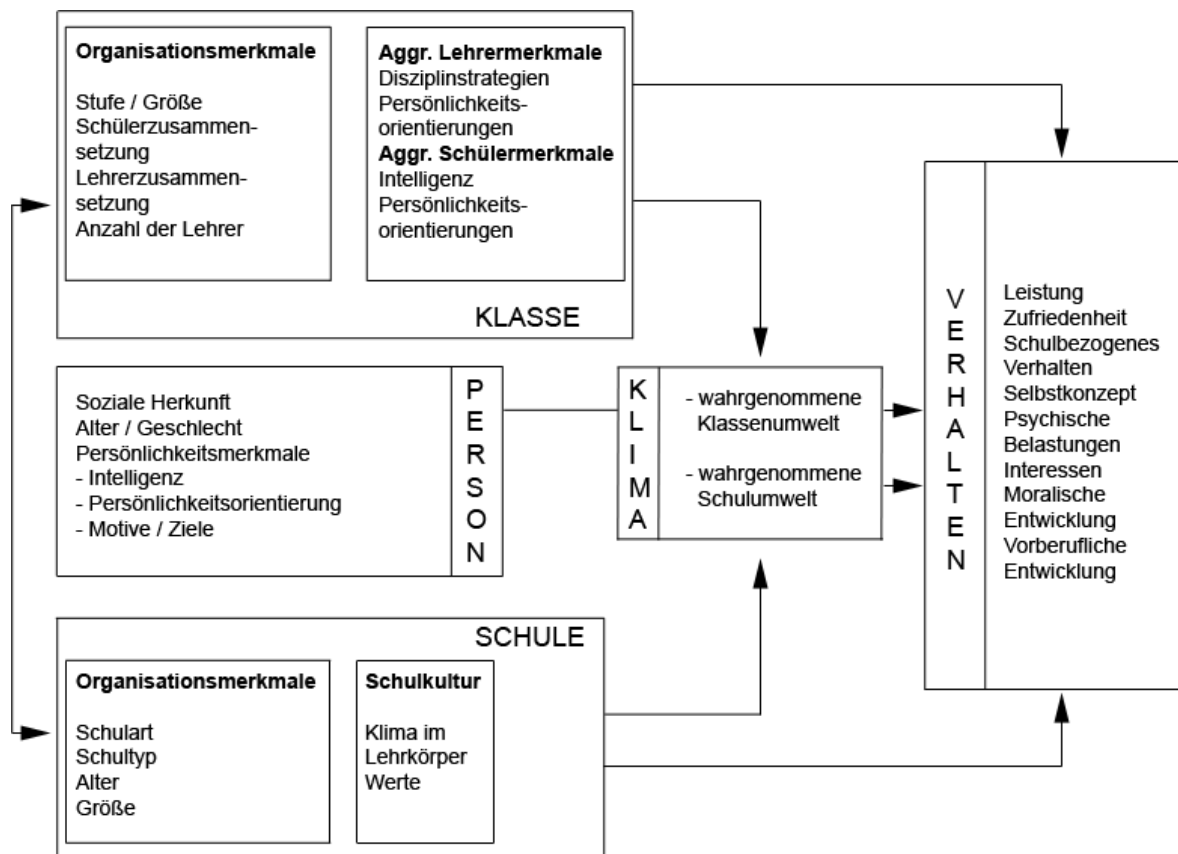 Organisationsmerkmale
Stufe / Größe
Schülerzusammen-
setzung
Lehrerzusammen-
setzung
Anzahl der Lehrer
Aggr. Lehrermerkmale
Disziplinstrategien
Persönlichkeits-
orientierungen
Aggr. Schülermerkmale
Intelligenz
Persönlichkeits-
orientierungen
KLASSE
Soziale Herkunft
Alter / Geschlecht
Persönlichkeitsmerkmale
- Intelligenz
- Persönlichkeitsorientierung
- Motive / Ziele
PERSON
KLIMA
- wahrgenommene
Klassenumwelt
- wahrgenommene
Schulumwelt
VERHALTEN
Leistung
Zufriedenheit
Schulbezogenes
Verhalten
Selbstkonzept
Psychische
Belastungen
Interessen
Moralische
Entwicklung
Vorberufliche
Entwicklung
SCHULE
Organisationsmerkmale
Schulart
Schultyp
Alter
Größe
Schulkultur
Klima im
Lehrkörper
Werte